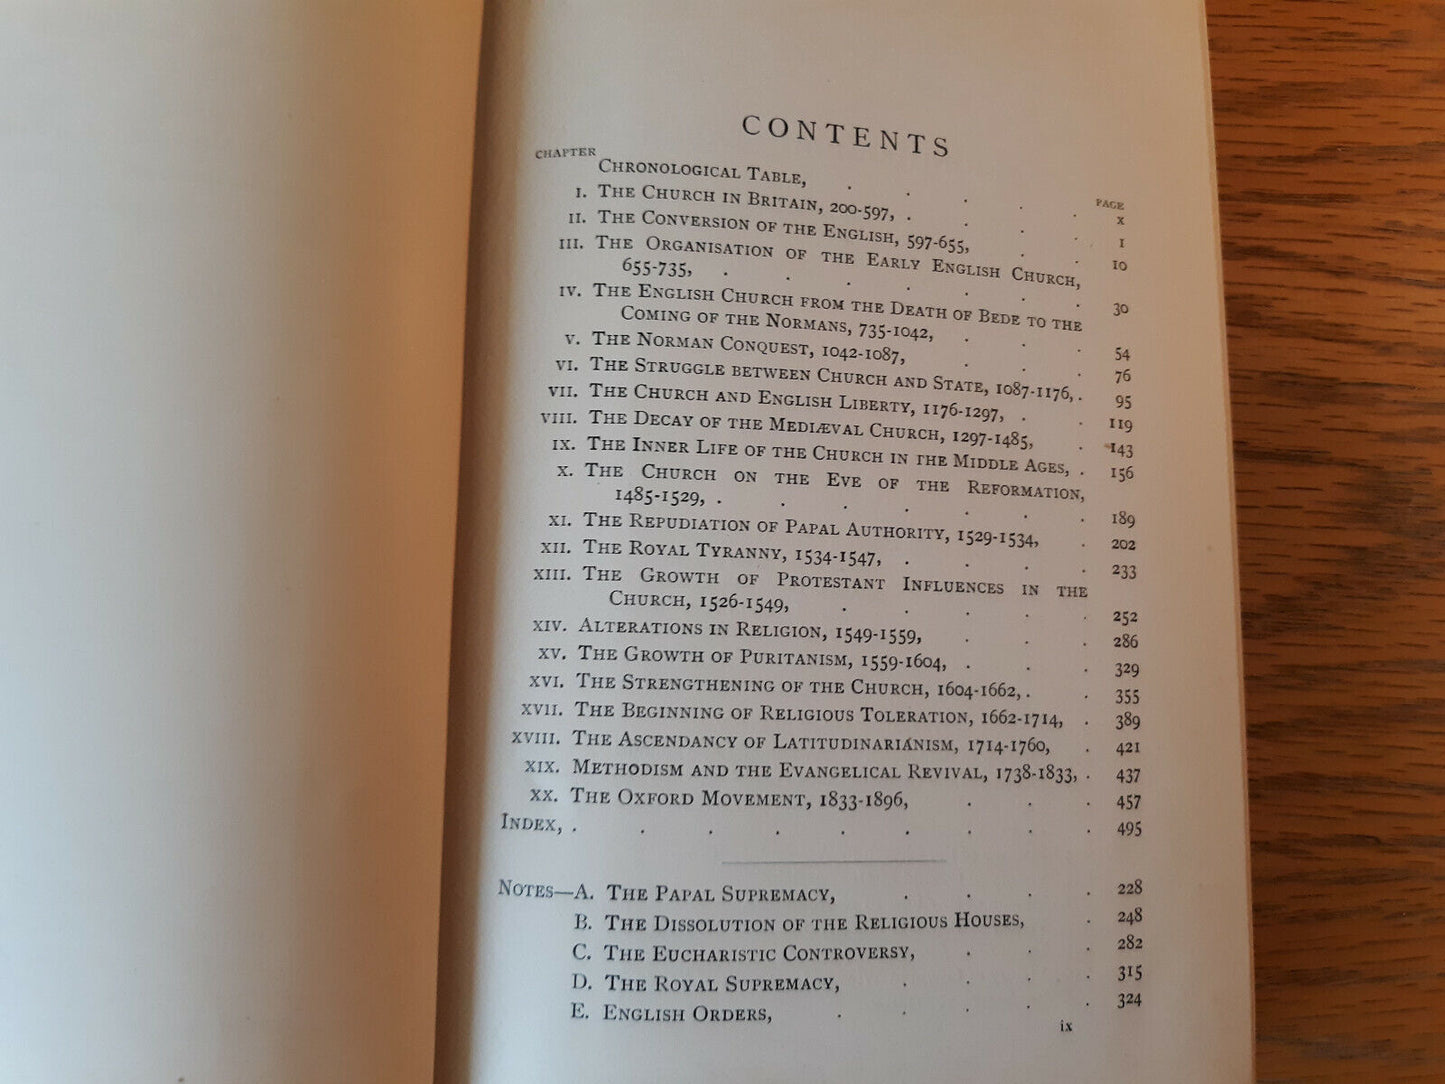 CONTENTS
CHAPTER
PAGE
CHRONOLOGICAL TABLE, . . . . . x
I. THE CHURCH IN BRITAIN, 200-597, . . . . 1
II. THE CONVERSION OF THE ENGLISH, 597-655, . . 10
III. THE ORGANISATION OF THE EARLY ENGLISH CHURCH,
655-735, . . . . . . . 30
IV. THE ENGLISH CHURCH FROM THE DEATH OF BEDE TO THE
COMING OF THE NORMANS, 735-1042, . . . 54
V. THE NORMAN CONQUEST, 1042-1087, . . . 76
VI. THE STRUGGLE BETWEEN CHURCH AND STATE, 1087-1176, . 95
VII. THE CHURCH AND ENGLISH LIBERTY, 1176-1297, . . 119
VIII. THE DECAY OF THE MEDIÆVAL CHURCH, 1297-1485, . 143
IX. THE INNER LIFE OF THE CHURCH IN THE MIDDLE AGES, . 156
X. THE CHURCH ON THE EVE OF THE REFORMATION,
1485-1529, . . . . . . . 189
XI. THE REPUDIATION OF PAPAL AUTHORITY, 1529-1534, . 202
XII. THE ROYAL TYRANNY, 1534-1547, . . . . 233
XIII. THE GROWTH OF PROTESTANT INFLUENCES IN THE
CHURCH, 1526-1549, . . . . . 252
XIV. ALTERATIONS IN RELIGION, 1549-1559, . . . 286
XV. THE GROWTH OF PURITANISM, 1559-1604, . . . 329
XVI. THE STRENGTHENING OF THE CHURCH, 1604-1662, . . 355
XVII. THE BEGINNING OF RELIGIOUS TOLERATION, 1662-1714, . 389
XVIII. THE ASCENDANCY OF LATITUDINARIANISM, 1714-1760, . 421
XIX. METHODISM AND THE EVANGELICAL REVIVAL, 1738-1833, . 437
XX. THE OXFORD MOVEMENT, 1833-1896, . . . 457
INDEX, . . . . . . . . . 495
NOTES—A. THE PAPAL SUPREMACY, . . . . 228
B. THE DISSOLUTION OF THE RELIGIOUS HOUSES, . 248
C. THE EUCHARISTIC CONTROVERSY, . . . 282
D. THE ROYAL SUPREMACY, . . . . 315
E. ENGLISH ORDERS, . . . . . 324
ix